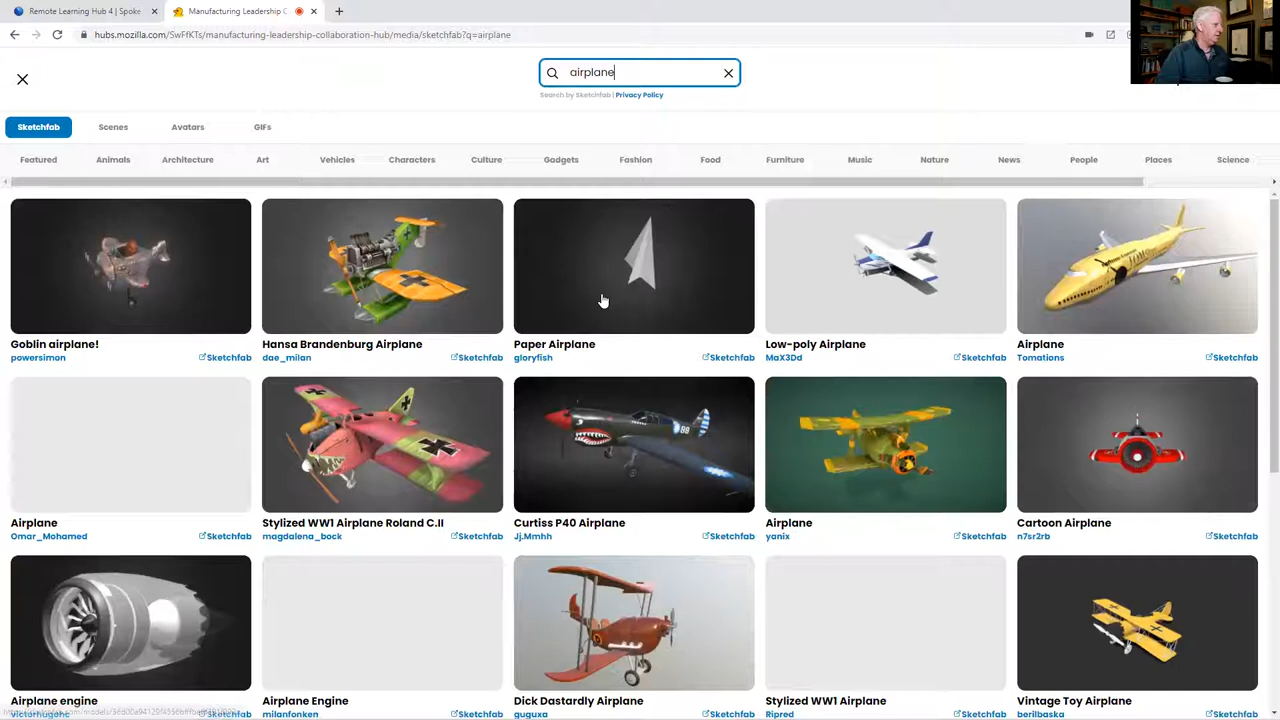 Remote Learning Hub 4 | Spoke
Manufacturing Leadership C
hubs.mozilla.com/SwFfKTs/manufacturing-leadership-collaboration-hub/media/sketchfab?q=airplane
airplane
Search by Sketchfab | Privacy Policy
Sketchfab Scenes Avatars GIFs
Featured Animals Architecture Art Vehicles Characters Culture Gadgets Fashion Food Furniture Music Nature News People Places Science
Goblin airplane! Hansa Brandenburg Airplane Paper Airplane Low-poly Airplane Airplane
powersimon Sketchfab dae_milan Sketchfab gloryfish Sketchfab MaX3Dd Sketchfab Tomations Sketchfab
99
Airplane Stylized WW1 Airplane Roland C.II Curtiss P40 Airplane Airplane Cartoon Airplane
Omar_Mohamed Sketchfab magdalena_bock Sketchfab Jj.Mmhh Sketchfab yanix Sketchfab n7sr2rb Sketchfab
Airplane engine Airplane Engine Dick Dastardly Airplane Stylized WW1 Airplane Vintage Toy Airplane
victorhugehc Sketchfab milanfonken Sketchfab guguxa Sketchfab Ripred Sketchfab berilbaska Sketchfab